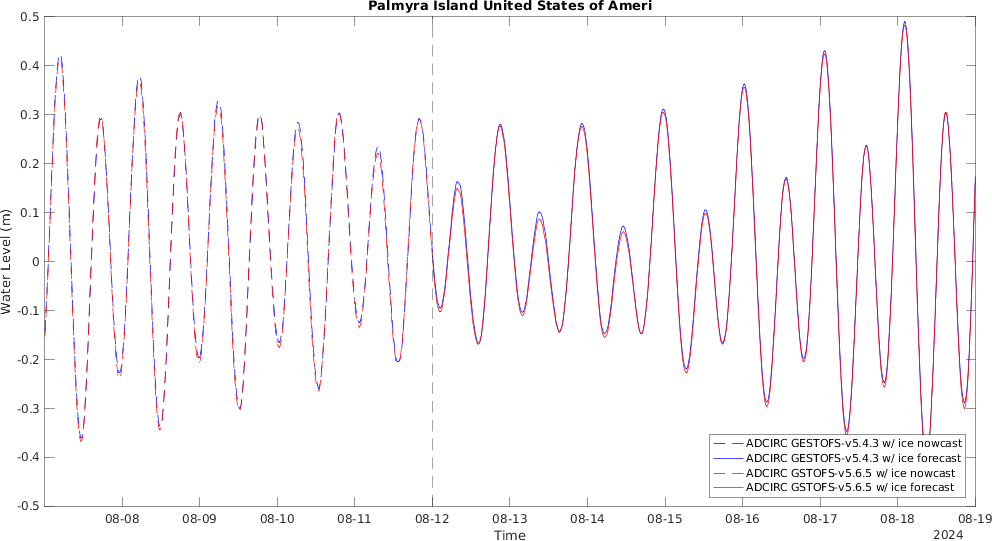 Palmyra Island United States of Ameri
0.5
0.4
0.3
0.2
0.1
0
-0.1
-0.2
-0.3
-0.4
-0.5
Water Level (m)
ADCIRC GESTOFS-v5.4.3 w/ ice nowcast
ADCIRC GESTOFS-v5.4.3 w/ ice forecast
ADCIRC GSTOFS-v5.6.5 w/ ice nowcast
ADCIRC GSTOFS-v5.6.5 w/ ice forecast
08-08 08-09 08-10 08-11 08-12 08-13 08-14 08-15 08-16 08-17 08-18 08-19
Time
2024